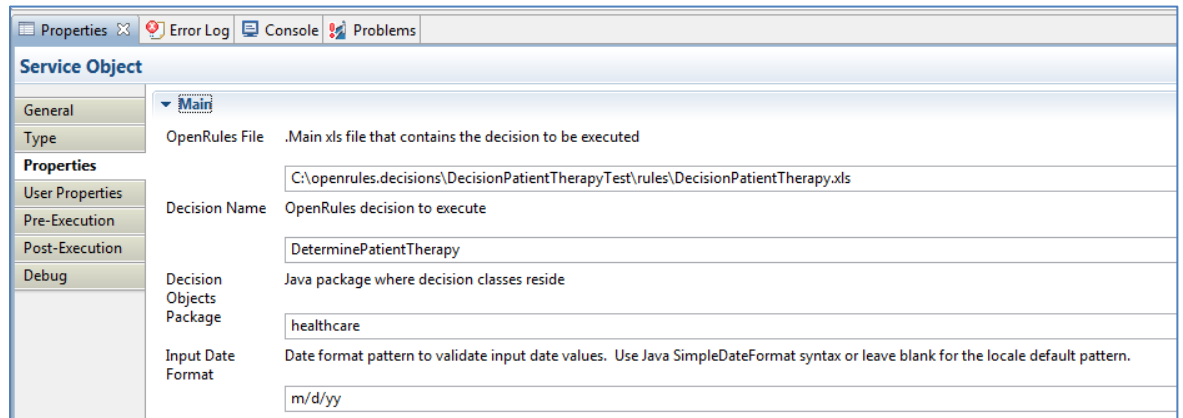 Properties Error Log Console Problems
Service Object
General
Type
Properties
User Properties
Pre-Execution
Post-Execution
Debug
Main
OpenRules File .Main xls file that contains the decision to be executed
C:\openrules.decisions\DecisionPatientTherapyTest\rules\DecisionPatientTherapy.xls
Decision Name OpenRules decision to execute
DeterminePatientTherapy
Decision Java package where decision classes reside
Objects
Package
healthcare
Input Date Date format pattern to validate input date values. Use Java SimpleDateFormat syntax or leave blank for the locale default pattern.
Format
m/d/yy